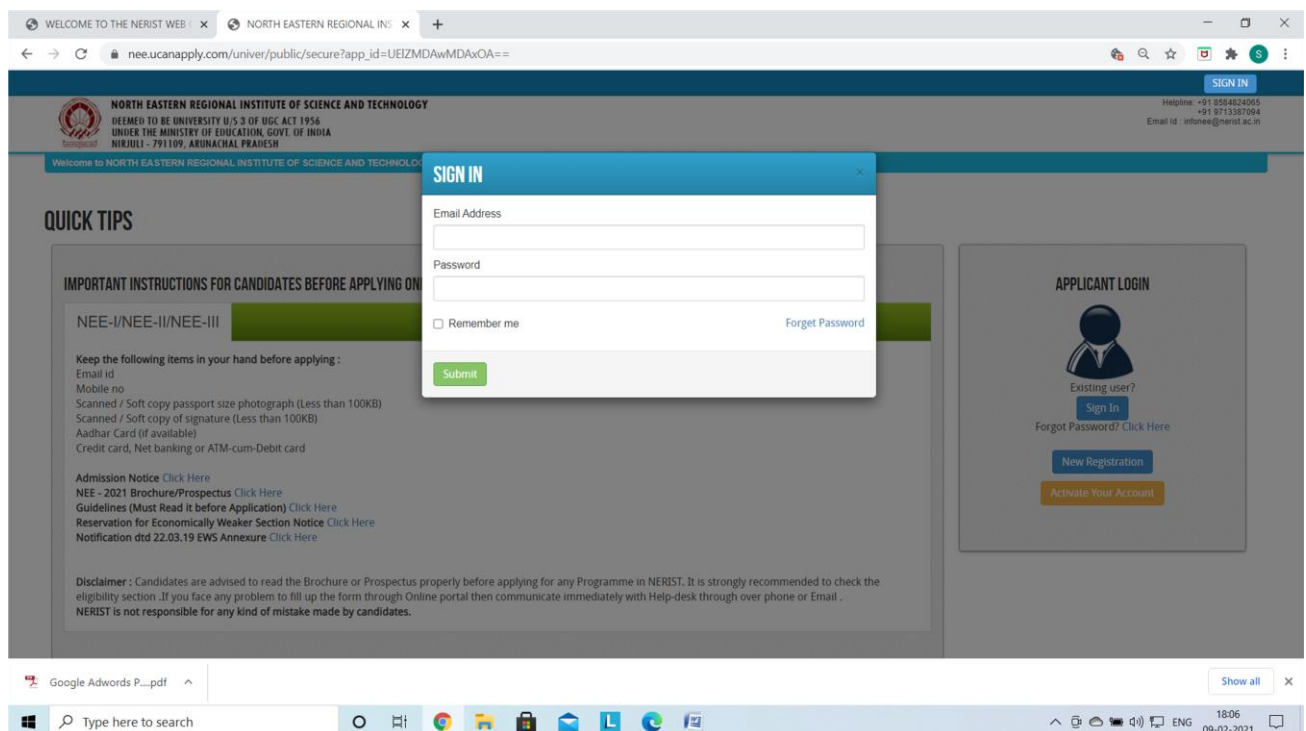 WELCOME TO THE NERIST WEB
NORTH EASTERN REGIONAL INS
nee.ucanapply.com/univer/public/secure?app_id=UElZMDAwMDAxOA==
S
SIGN IN
NORTH EASTERN REGIONAL INSTITUTE OF SCIENCE AND TECHNOLOGY
DEEMED TO BE UNIVERSITY U/S 3 OF UGC ACT 1956
UNDER THE MINISTRY OF EDUCATION, GOVT. OF INDIA
NIRJULI - 791109, ARUNACHAL PRADESH
Helpline: +91 8584824065
+91 9713387094
Email Id : infonee@nerist.ac.in
Welcome to NORTH EASTERN REGIONAL INSTITUTE OF SCIENCE AND TECHNOLOG
SIGN IN
Email Address
Password
Remember me
Forget Password
Submit
QUICK TIPS
IMPORTANT INSTRUCTIONS FOR CANDIDATES BEFORE APPLYING ONL
NEE-I/NEE-II/NEE-III
Keep the following items in your hand before applying :
Email id
Mobile no
Scanned / Soft copy passport size photograph (Less than 100KB)
Scanned / Soft copy of signature (Less than 100KB)
Aadhar Card (if available)
Credit card, Net banking or ATM-cum-Debit card
Admission Notice Click Here
NEE - 2021 Brochure/Prospectus Click Here
Guidelines (Must Read it before Application) Click Here
Reservation for Economically Weaker Section Notice Click Here
Notification dtd 22.03.19 EWS Annexure Click Here
Disclaimer : Candidates are advised to read the Brochure or Prospectus properly before applying for any Programme in NERIST. It is strongly recommended to check the
eligibility section .If you face any problem to fill up the form through Online portal then communicate immediately with Help-desk through over phone or Email .
NERIST is not responsible for any kind of mistake made by candidates.
APPLICANT LOGIN
Existing user?
Sign In
Forgot Password? Click Here
New Registration
Activate Your Account
Google Adwords P....pdf
Show all
Type here to search
L
ENG
18:06
09-02-2021